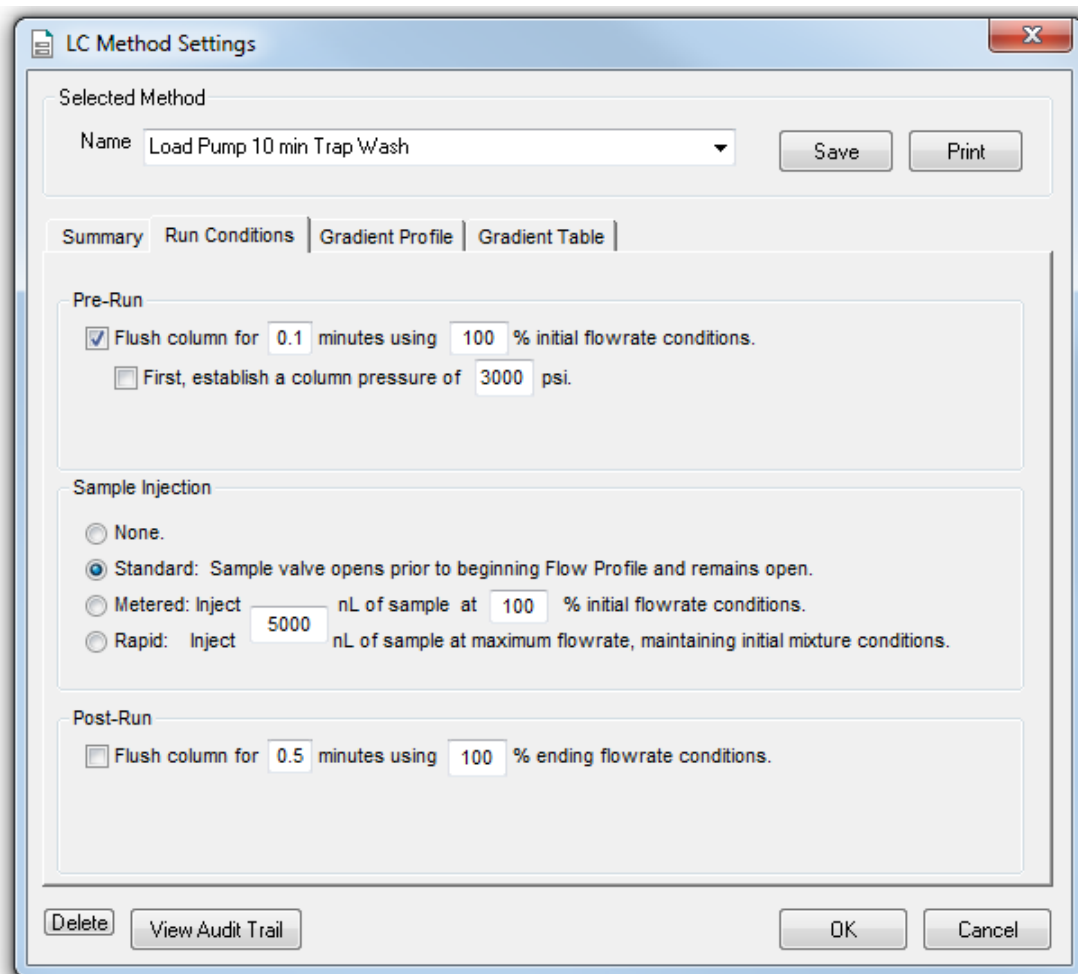 LC Method Settings
Selected Method
Name Load Pump 10 min Trap Wash Save Print
Summary Run Conditions Gradient Profile Gradient Table
Pre-Run
Flush column for 0.1 minutes using 100 % initial flowrate conditions.
First, establish a column pressure of 3000 psi.
Sample Injection
None.
Standard: Sample valve opens prior to beginning Flow Profile and remains open.
Metered: Inject nL of sample at 100 % initial flowrate conditions.
5000
Rapid: Inject nL of sample at maximum flowrate, maintaining initial mixture conditions.
Post-Run
Flush column for 0.5 minutes using 100 % ending flowrate conditions.
Delete View Audit Trail OK Cancel